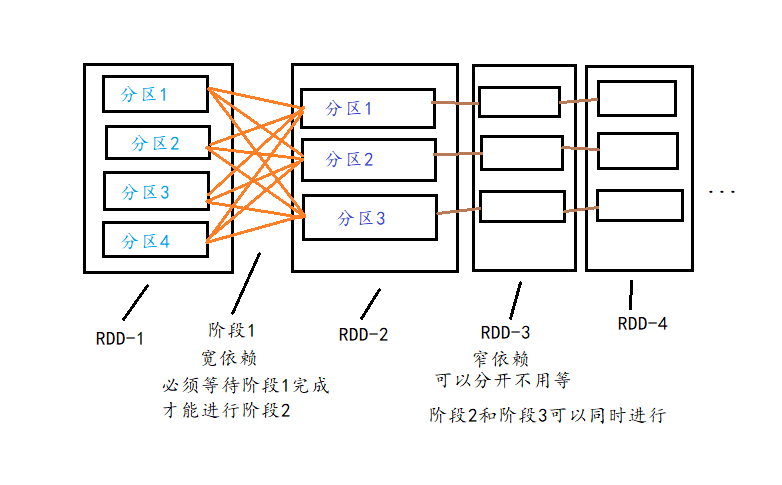 分区1
分区2
分区3
分区4
分区1
分区2
分区3
...
RDD-1
阶段1
宽依赖
必须等待阶段1完成
才能进行阶段2
RDD-2
RDD-3
窄依赖
可以分开不用等
RDD-4
阶段2和阶段3可以同时进行